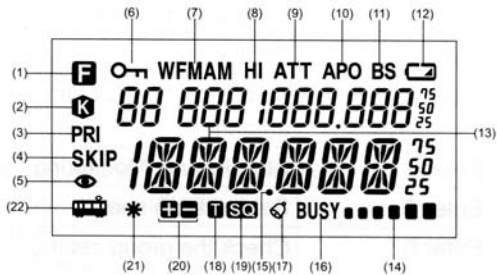 (6) (7) (8) (9) (10) (11) (12)
(1) F WFMAM HI ATT APO BS
(2) K 88 888 1888.888 75 50 25
(3) PRI (13)
(4) SKIP 188888.8 75 50 25
(5)
(22) + - T SQ BUSY
(21) (20) (18) (19) (15) (17) (16) (14)